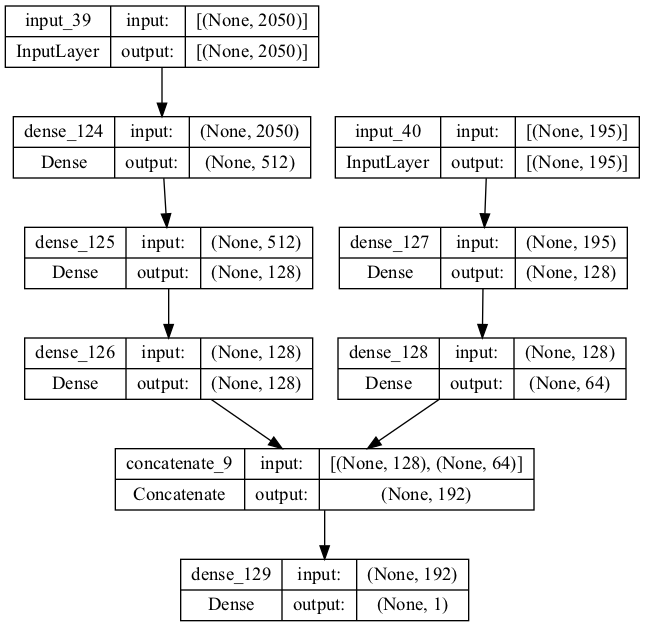 input_39 input: [(None, 2050)]
InputLayer output: [(None, 2050)]
dense_124 input: (None, 2050)
Dense output: (None, 512)
input_40 input: [(None, 195)]
InputLayer output: [(None, 195)]
dense_125 input: (None, 512)
Dense output: (None, 128)
dense_127 input: (None, 195)
Dense output: (None, 128)
dense_126 input: (None, 128)
Dense output: (None, 128)
dense_128 input: (None, 128)
Dense output: (None, 64)
concatenate_9 input: [(None, 128), (None, 64)]
Concatenate output: (None, 192)
dense_129 input: (None, 192)
Dense output: (None, 1)